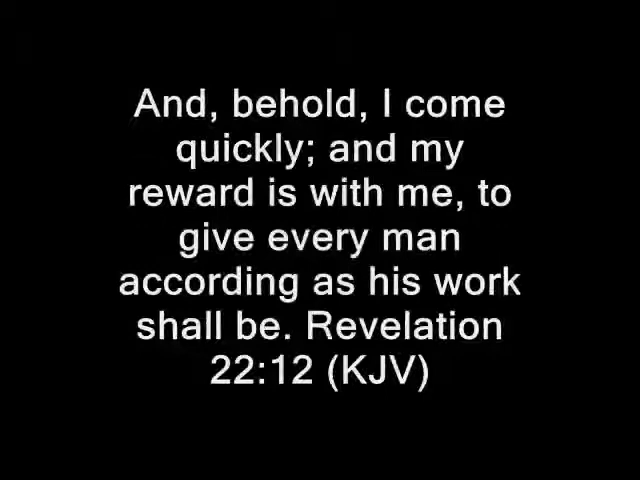 And, behold, I come
quickly; and my
reward is with me, to
give every man
according as his work
shall be. Revelation
22:12 (KJV)